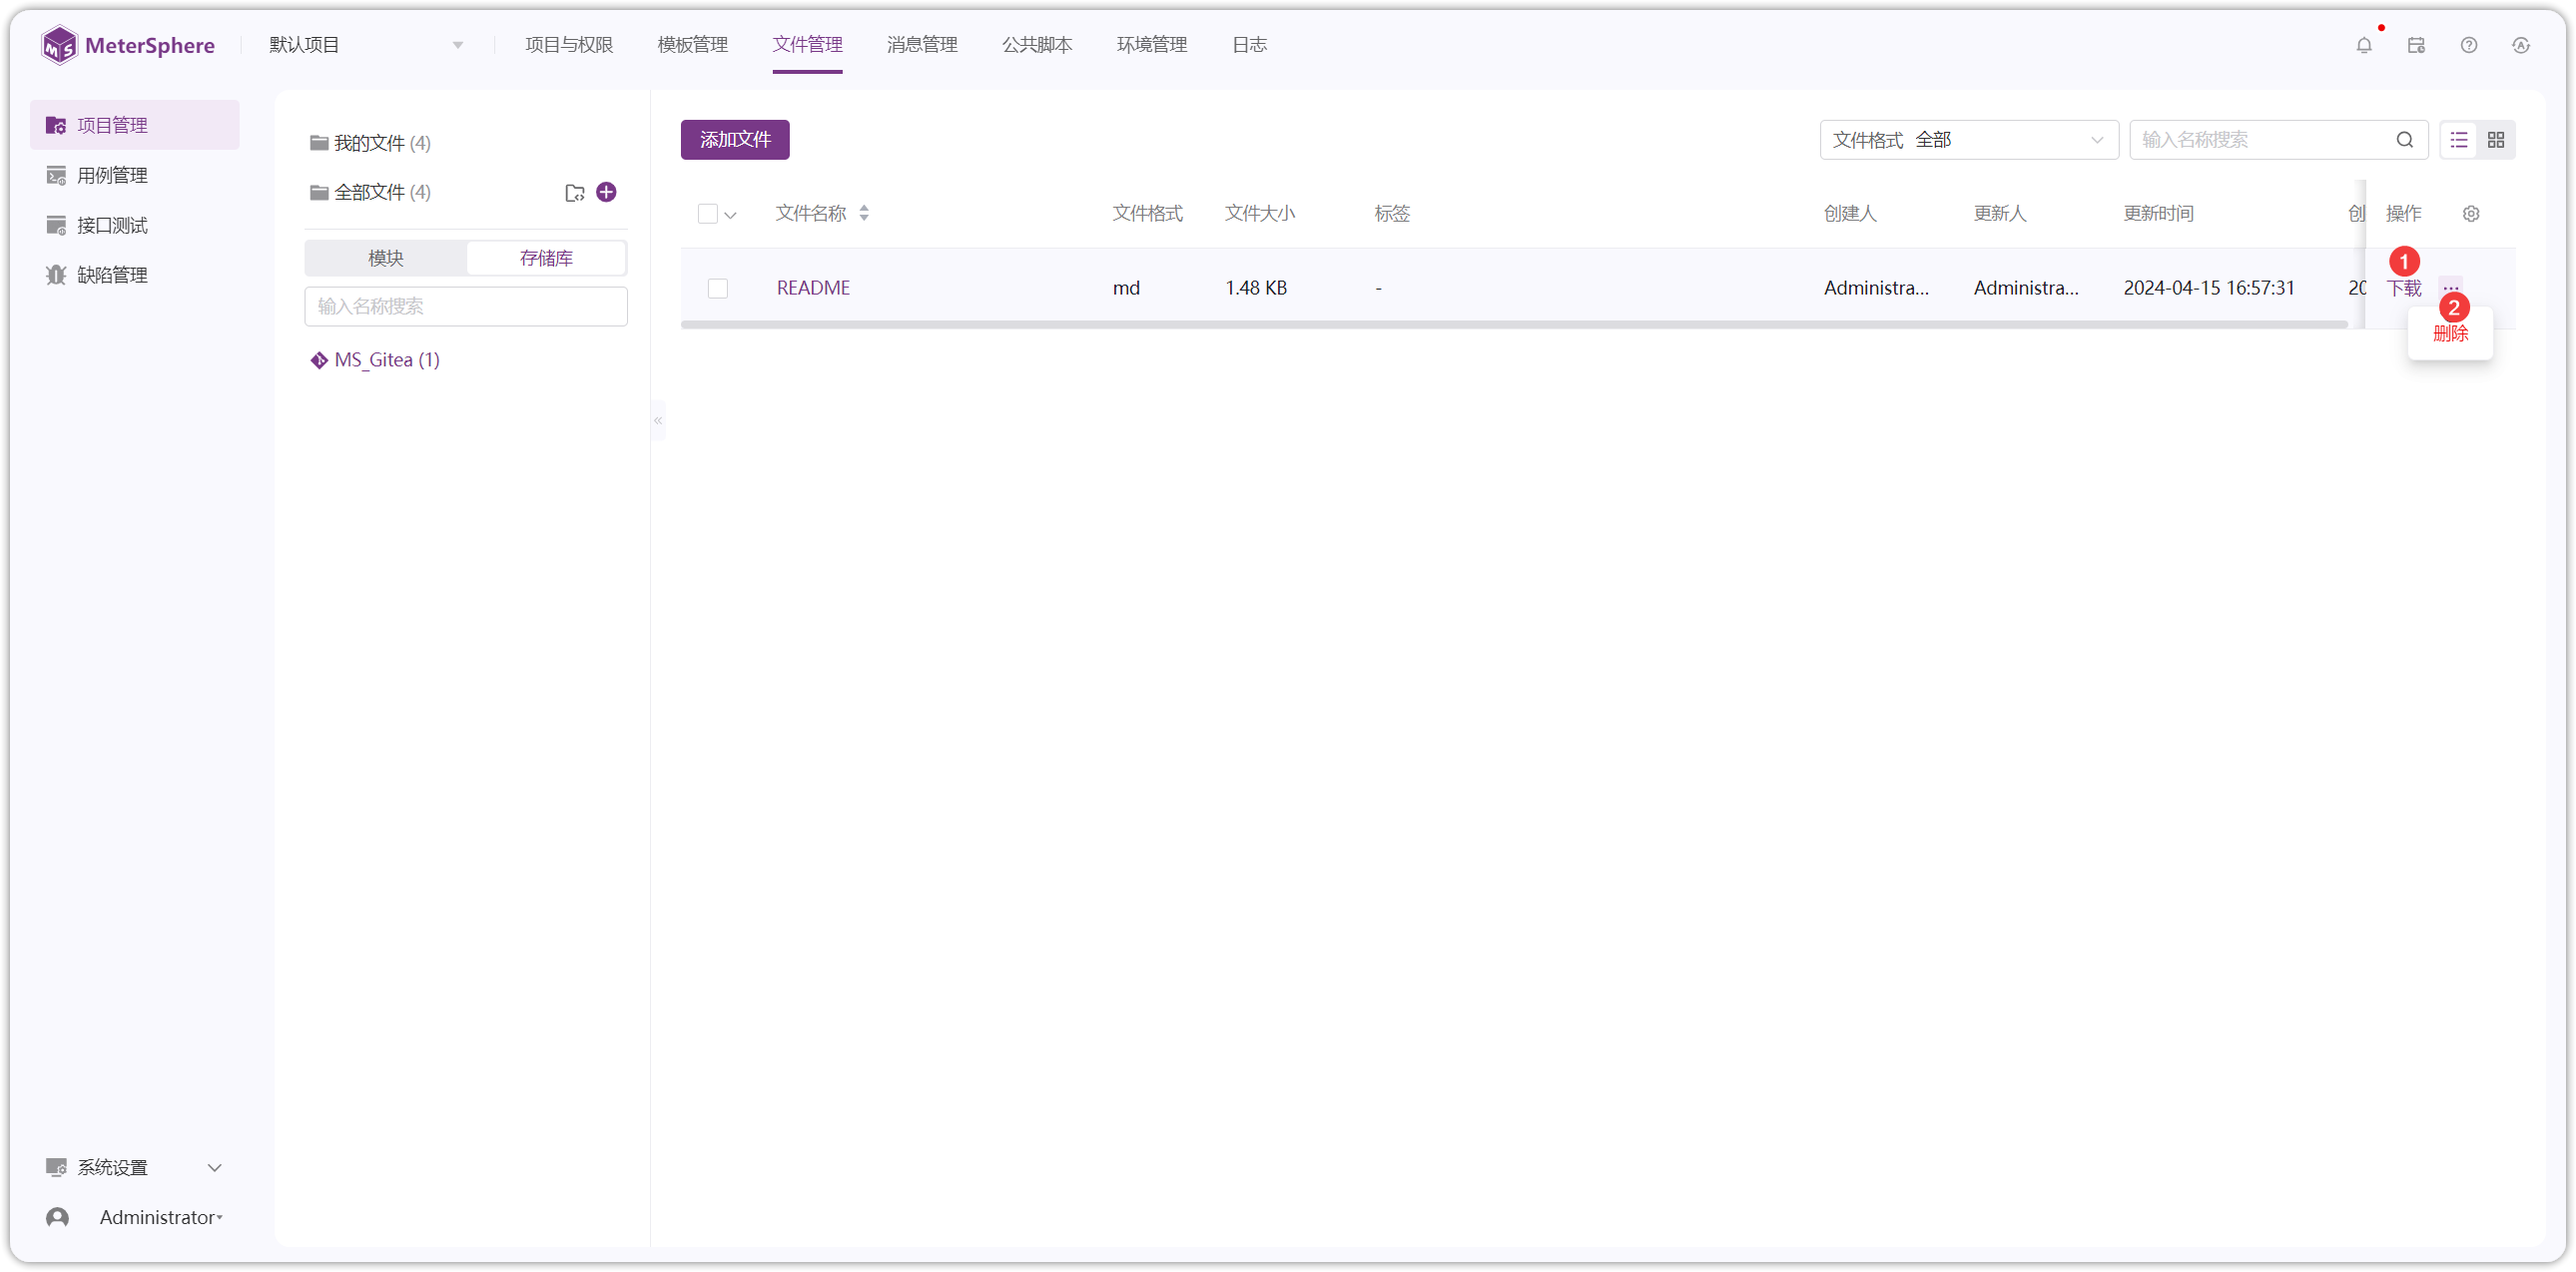 MeterSphere
默认项目
项目与权限
模板管理
文件管理
消息管理
公共脚本
环境管理
日志
项目管理
用例管理
接口测试
缺陷管理
系统设置
Administrator
我的文件 (4)
全部文件 (4)
模块
存储库
输入名称搜索
MS_Gitea (1)
添加文件
文件格式 全部
输入名称搜索
文件名称 文件格式 文件大小 标签 创建人 更新人 更新时间 创 操作
README md 1.48 KB - Administra... Administra... 2024-04-15 16:57:31 20 下载 ...
1
2
删除